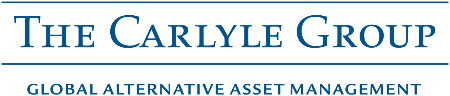 THE CARLYLE GROUP
GLOBAL ALTERNATIVE ASSET MANAGEMENT